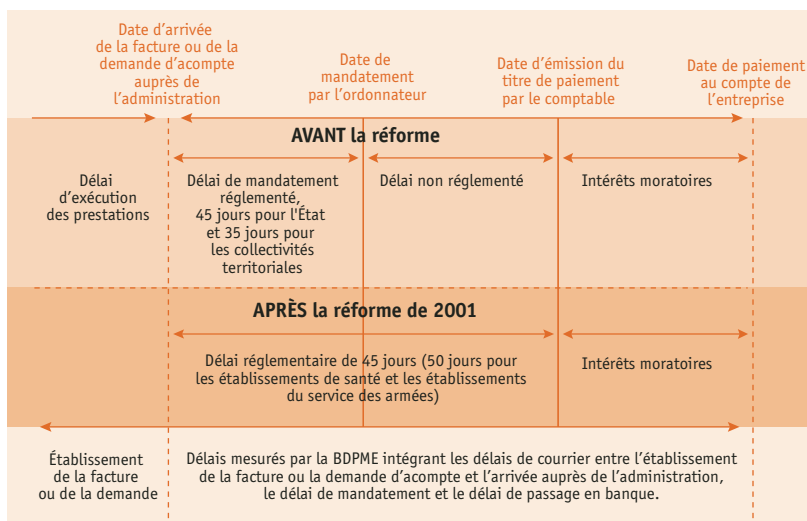 Date d'arrivée
de la facture ou de la
demande d'acompte
auprès de
l'administration
Date de
mandatement
par l'ordonnateur
Date d'émission du
titre de paiement
par le comptable
Date de paiement
au compte de
l'entreprise
AVANT la réforme
Délai
d'exécution
des prestations
Délai de mandatement
réglementé,
45 jours pour l'État
et 35 jours pour
les collectivités
territoriales
Délai non réglementé
Intérêts moratoires
APRÈS la réforme de 2001
Délai réglementaire de 45 jours (50 jours pour
les établissements de santé et les établissements
du service des armées)
Intérêts moratoires
Établissement
de la facture
ou de la demande
Délais mesurés par la BDPME intégrant les délais de courrier entre l'établissement
de la facture ou la demande d'acompte et l'arrivée auprès de l'administration,
le délai de mandatement et le délai de passage en banque.